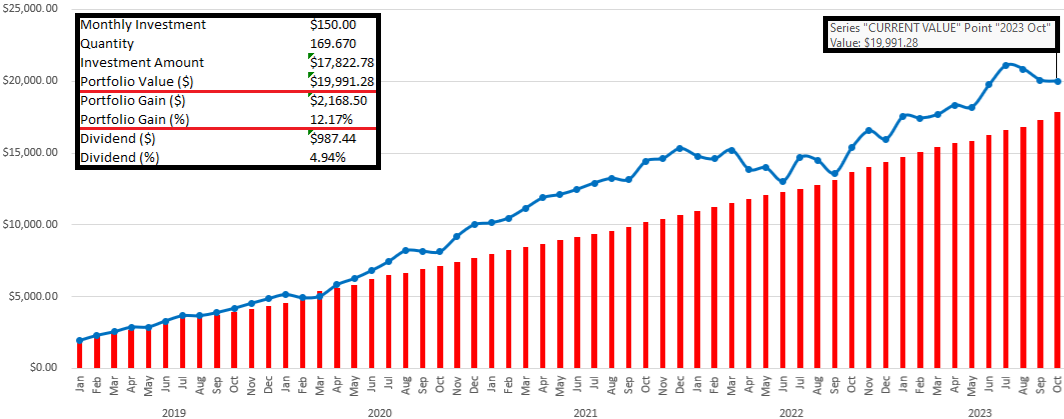 $25,000.00
$20,000.00
$15,000.00
$10,000.00
$5,000.00
$0.00
Monthly Investment $150.00
Quantity 169.670
Investment Amount $17,822.78
Portfolio Value ($) $19,991.28
Portfolio Gain ($) $2,168.50
Portfolio Gain (%) 12.17%
Dividend ($) $987.44
Dividend (%) 4.94%
Series "CURRENT VALUE" Point "2023 Oct"
Value: $19,991.28
Jan Feb Mar Apr May Jun Jul Aug Sep Oct Nov Dec Jan Feb Mar Apr May Jun Jul Aug Sep Oct Nov Dec Jan Feb Mar Apr May Jun Jul Aug Sep Oct Nov Dec Jan Feb Mar Apr May Jun Jul Aug Sep Oct Nov Dec Jan Feb Mar Apr May Jun Jul Aug Sep Oct
2019 2020 2021 2022 2023